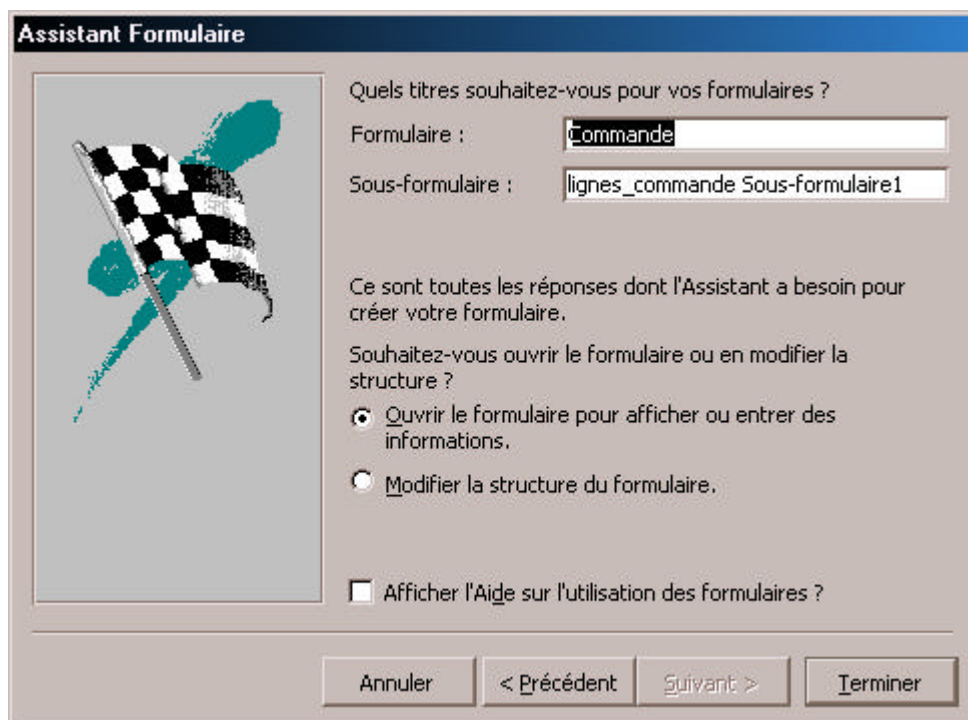 Assistant Formulaire
Quels titres souhaitez-vous pour vos formulaires ?
Formulaire :
Commande
Sous-formulaire :
lignes_commande Sous-formulaire1
Ce sont toutes les réponses dont l'Assistant a besoin pour
créer votre formulaire.
Souhaitez-vous ouvrir le formulaire ou en modifier la
structure ?
Ouvrir le formulaire pour afficher ou entrer des
informations.
Modifier la structure du formulaire.
Afficher l'Aide sur l'utilisation des formulaires ?
Annuler
< Précédent
Suivant >
Terminer